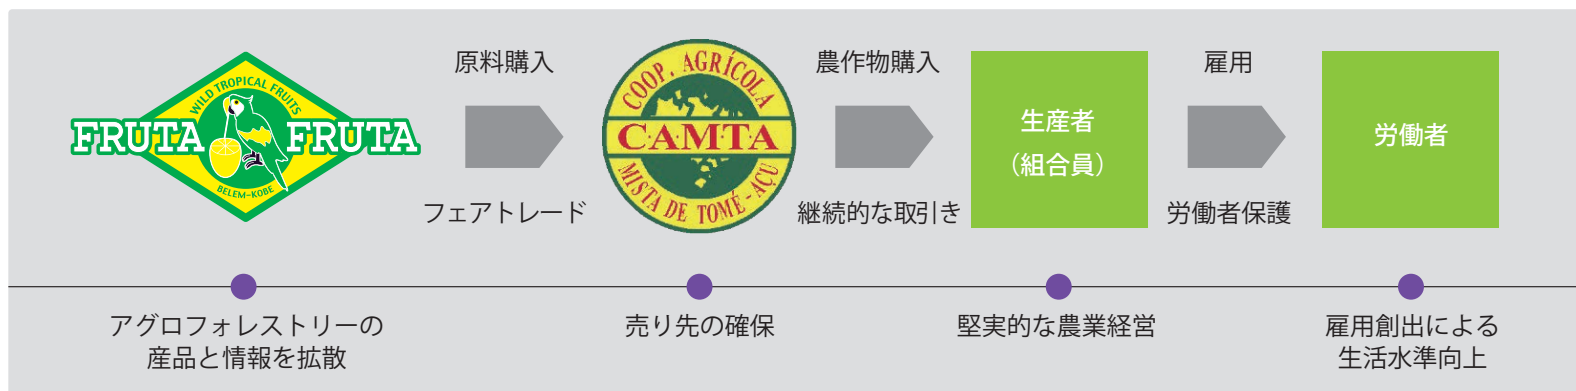 原料購入
農作物購入
雇用
WILD TROPICAL FRUITS
FRUTA FRUTA
BELEM-KOBE
COOP. AGRÍCOLA
C·A·M·T·A
MISTA DE TOMÉ-AÇU
生産者
（組合員）
労働者
フェアトレード
継続的な取引き
労働者保護
アグロフォレストリーの
産品と情報を拡散
売り先の確保
堅実的な農業経営
雇用創出による
生活水準向上